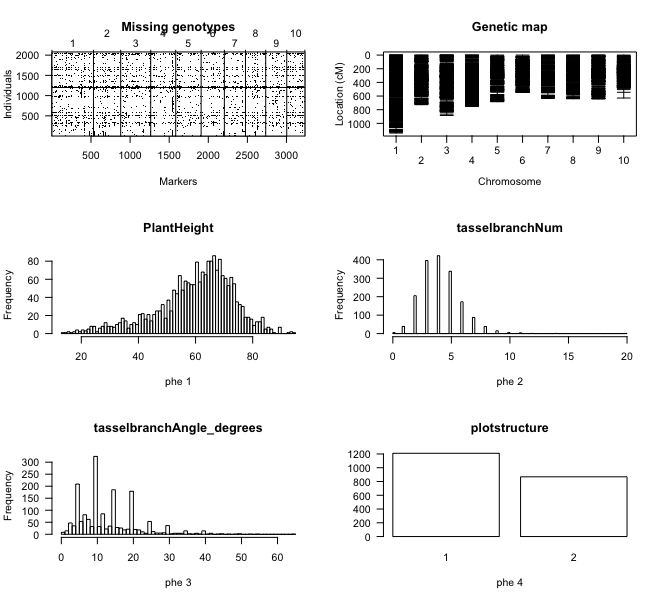 Missing genotypes
1 2 3 4 5 6 7 8 9 10
Individuals
2000
1500
1000
500
500 1000 1500 2000 2500 3000
Markers
Genetic map
Location (cM)
0
200
400
600
800
1000
1 2 3 4 5 6 7 8 9 10
Chromosome
PlantHeight
Frequency
80
60
40
20
0
20 40 60 80
phe 1
tasselbranchNum
Frequency
400
300
200
100
0
0 5 10 15 20
phe 2
tasselbranchAngle_degrees
Frequency
300
250
200
150
100
50
0
0 10 20 30 40 50 60
phe 3
plotstructure
1200
1000
800
600
400
200
0
1 2
phe 4